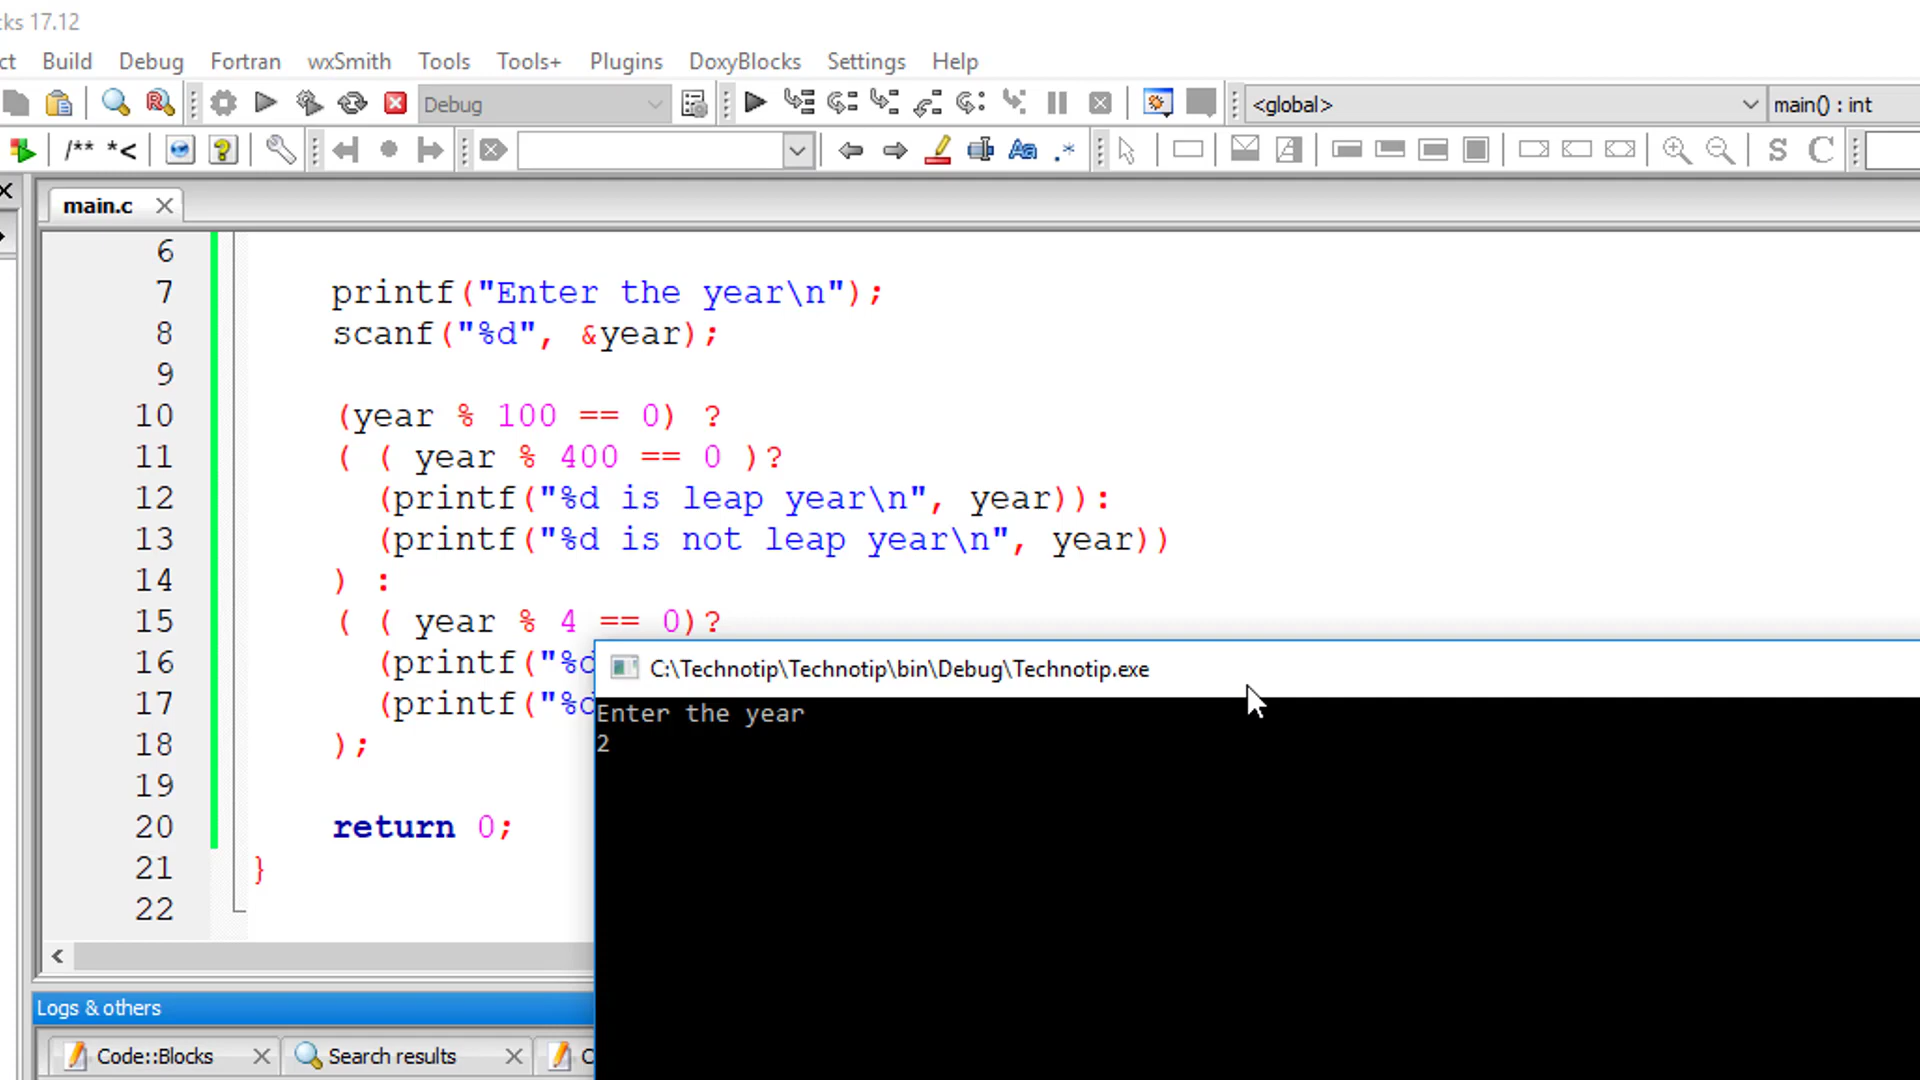 cks 17.12
ct Build Debug Fortran wxSmith Tools Tools+ Plugins DoxyBlocks Settings Help
Debug <global> main() : int
/** *< Aa .* S C
main.c
6
7 printf("Enter the year\n");
8 scanf("%d", &year);
9
10 (year % 100 == 0) ?
11 ( ( year % 400 == 0 )?
12 (printf("%d is leap year\n", year)):
13 (printf("%d is not leap year\n", year))
14 ) :
15 ( ( year % 4 == 0)?
16 (printf("%d
17 (printf("%d
18 );
19
20 return 0;
21 }
22
C:\Technotip\Technotip\bin\Debug\Technotip.exe
Enter the year
2
Logs & others
Code::Blocks Search results C